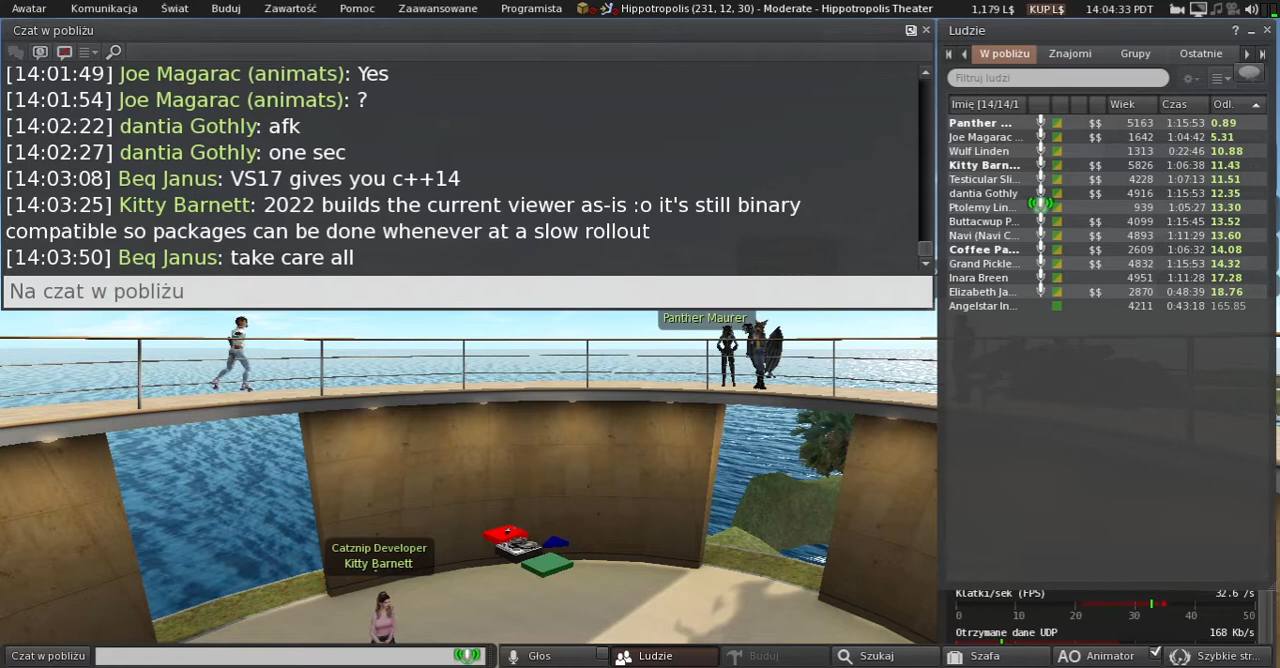 Awatar Komunikacja Świat Buduj Zawartość Pomoc Zaawansowane Programista Hippotropolis (231, 12, 30) - Moderate - Hippotropolis Theater 1,179 L$ KUP L$ 14:04:33 PDT
Czat w pobliżu
[14:01:49] Joe Magarac (animats): Yes
[14:01:54] Joe Magarac (animats): ?
[14:02:22] dantia Gothly: afk
[14:02:27] dantia Gothly: one sec
[14:03:08] Beq Janus: VS17 gives you c++14
[14:03:25] Kitty Barnett: 2022 builds the current viewer as-is :o it's still binary
compatible so packages can be done whenever at a slow rollout
[14:03:50] Beq Janus: take care all
Na czat w pobliżu
Ludzie
? _ ×
W pobliżu Znajomi Grupy Ostatnie
Filtruj ludzi
Imię [14/14/1 Wiek Czas Odl.
Panther ... $$ 5163 1:15:53 0.89
Joe Magarac ... $$ 1642 1:04:42 5.31
Wulf Linden 1313 0:22:46 10.88
Kitty Barn... $$ 5826 1:06:38 11.43
Testicular Sli... $$ 4228 1:07:13 11.51
dantia Gothly $$ 4916 1:15:53 12.35
Ptolemy Lin... 939 1:05:27 13.30
Buttacwup P... $$ 4099 1:15:45 13.52
Navi (Navi C... $$ 4893 1:11:29 13.60
Coffee Pa... $$ 2609 1:06:32 14.08
Grand Pickle... $$ 4832 1:15:53 14.32
Inara Breen 4951 1:11:28 17.28
Elizabeth Ja... $$ 2870 0:48:39 18.76
Angelstar In... 4211 0:43:18 165.85
Panther Maurer
Catznip Developer
Kitty Barnett
Klatki/sek (FPS) 32.6 /s
0 10 20 30 40 50
Otrzymane dane UDP 168 Kb/s
Czat w pobliżu Głos Ludzie Buduj Szukaj Szafa AO Animator Szybkie str...